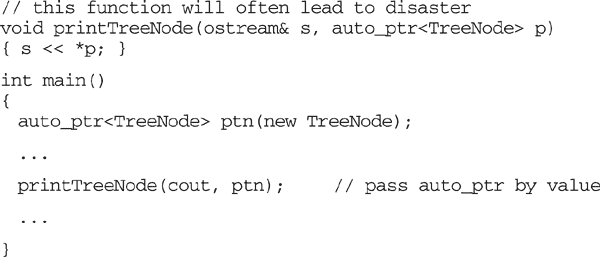 // this function will often lead to disaster
void printTreeNode(ostream& s, auto_ptr<TreeNode> p)
{ s << *p; }
int main()
{
  auto_ptr<TreeNode> ptn(new TreeNode);
  ...
  printTreeNode(cout, ptn);     // pass auto_ptr by value
  ...
}